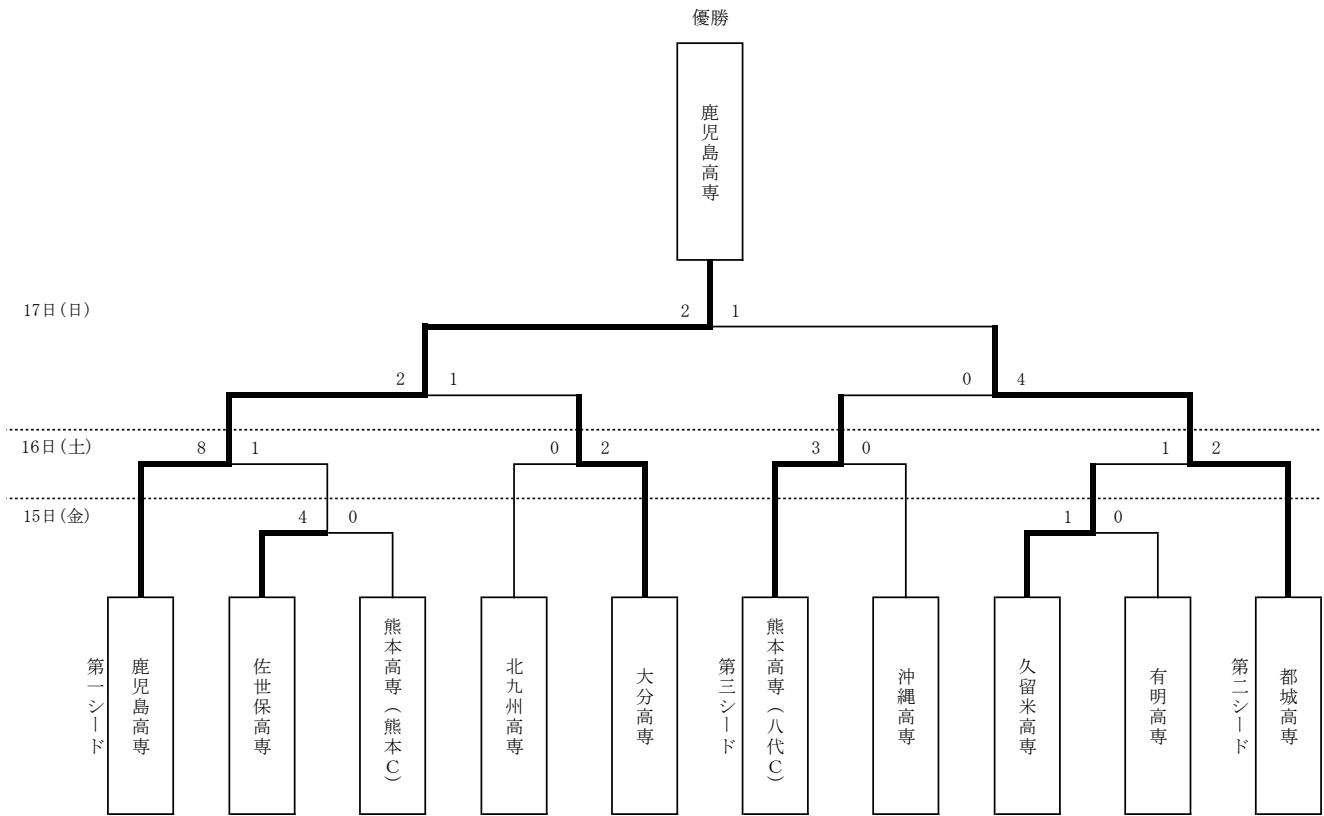 優勝
鹿児島高専
17日(日)
2 1
2 1
0 4
16日(土)
8 1
0 2
3 0
1 2
15日(金)
4 0
1 0
第一シード
鹿児島高専
佐世保高専
熊本高専(熊本C)
北九州高専
大分高専
第三シード
熊本高専(八代C)
沖縄高専
久留米高専
有明高専
第二シード
都城高専